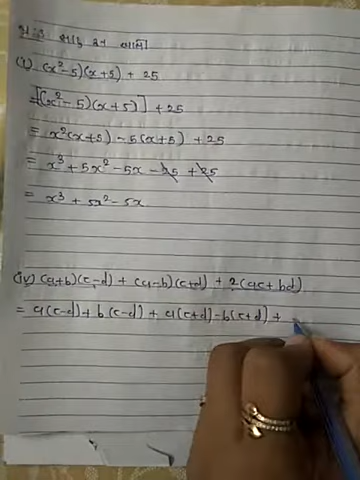 (i) (x²-5)(x+5) + 25
= [(x²-5)(x+5)] + 25
= x²(x+5) - 5(x+5) + 25
= x³ + 5x² - 5x - 25 + 25
= x³ + 5x² - 5x
(iv) (a+b)(c-d) + (a-b)(c+d) + 2(ac+bd)
= a(c-d) + b(c-d) + a(c+d) - b(c+d) +